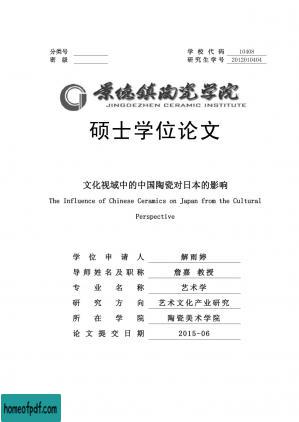 分类号 学校代码 10408
密级 研究生学号 2012010404
景德镇陶瓷学院
JINGDEZHEN CERAMIC INSTITUTE
硕士学位论文
文化视域中的中国陶瓷对日本的影响
The Influence of Chinese Ceramics on Japan from the Cultural
Perspective
学位申请人 解雨婷
导师姓名及职称 詹嘉 教授
专业名称 艺术学
研究方向 艺术文化产业研究
所在学院 陶瓷美术学院
论文提交日期 2015-06
homeofpdf.com